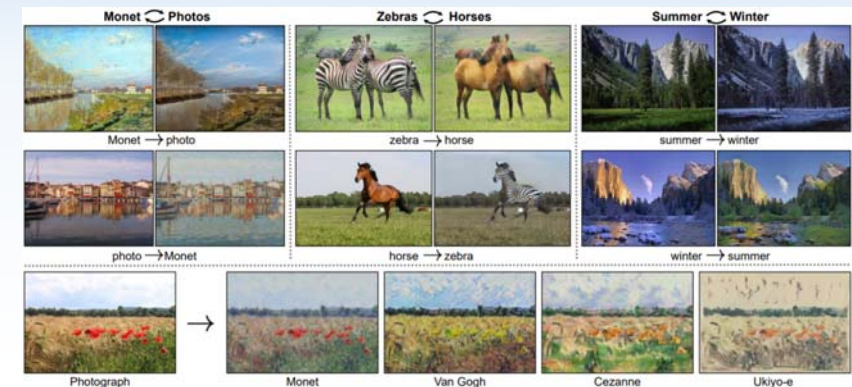 Monet Photos
Zebras Horses
Summer Winter
Monet → photo
zebra → horse
summer → winter
photo → Monet
horse → zebra
winter → summer
Photograph
Monet
Van Gogh
Cezanne
Ukiyo-e